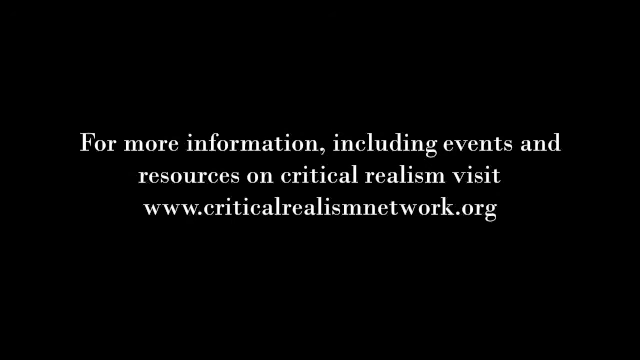 For more information, including events and
resources on critical realism visit
www.criticalrealismnetwork.org